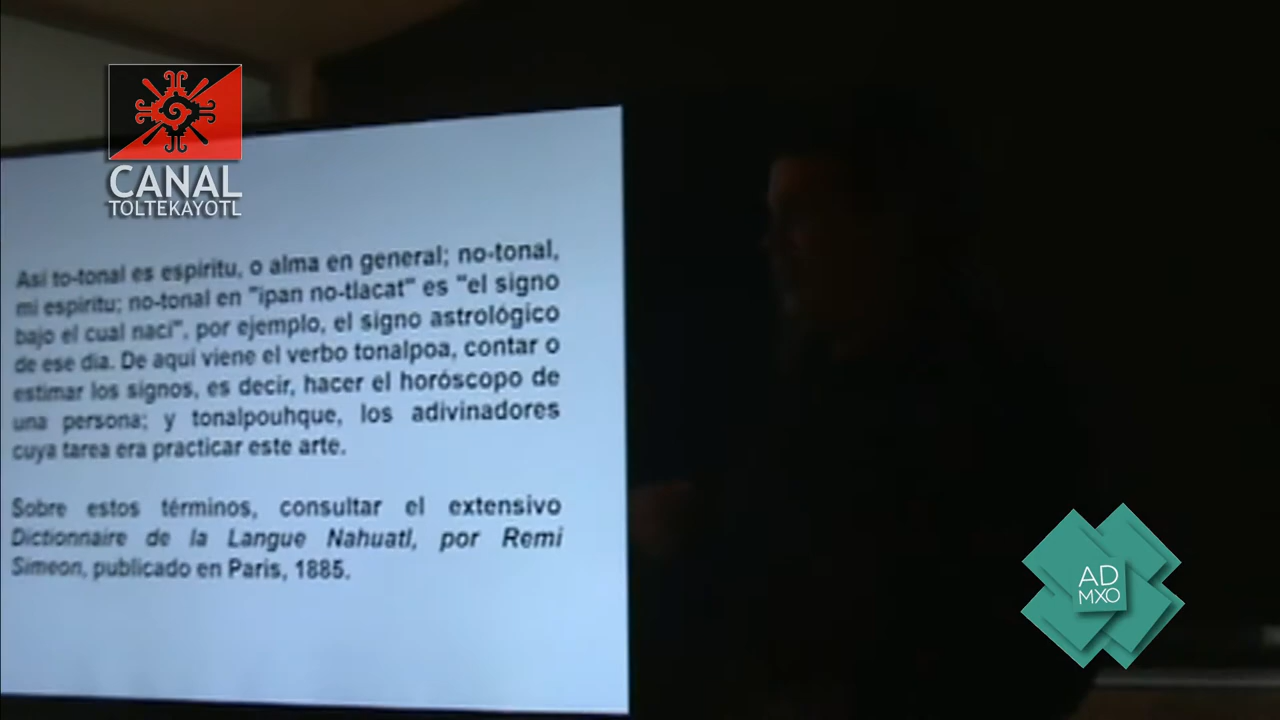 CANAL
TOLTEKAYOTL
Así to-tonal es espíritu, o alma en general; no-tonal,
mi espíritu; no-tonal en "ipan no-tlacat" es "el signo
bajo el cual nací", por ejemplo, el signo astrológico
de ese día. De aquí viene el verbo tonalpoa, contar o
estimar los signos, es decir, hacer el horóscopo de
una persona; y tonalpouhque, los adivinadores
cuya tarea era practicar este arte.
Sobre estos términos, consultar el extensivo
Dictionnaire de la Langue Nahuatl, por Remi
Simeon, publicado en Paris, 1885.
AD
MXO